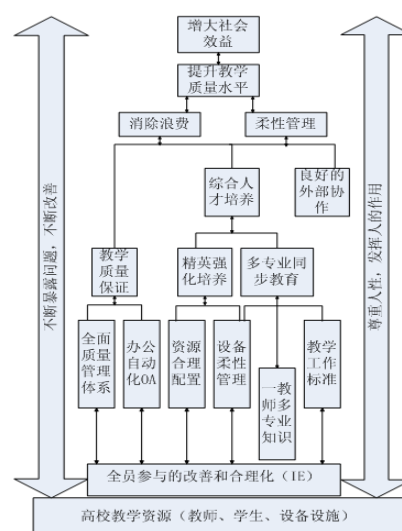 增大社会
效益
提升教学
质量水平
消除浪费
柔性管理
综合人
才培养
良好的
外部协
作
教学
质量
保证
精英强
化培养
多专业同
步教育
全面
质量
管理
体系
办公
自动
化OA
资源
合理
配置
设备
柔性
管理
一
教师
多专
业知
识
教学
工作
标准
全员参与的改善和合理化（IE）
高校教学资源（教师、学生、设备设施）
不断暴露问题，不断改善
尊重人性，发挥人的作用